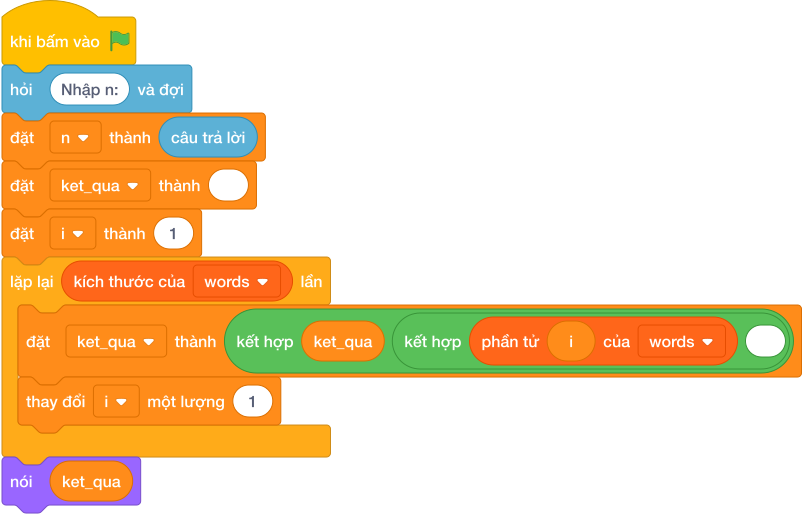 khi bấm vào
hỏi Nhập n: và đợi
đặt n thành câu trả lời
đặt ket_qua thành
đặt i thành 1
lặp lại kích thước của words lần
đặt ket_qua thành kết hợp ket_qua kết hợp phần tử i của words
thay đổi i một lượng 1
nói ket_qua